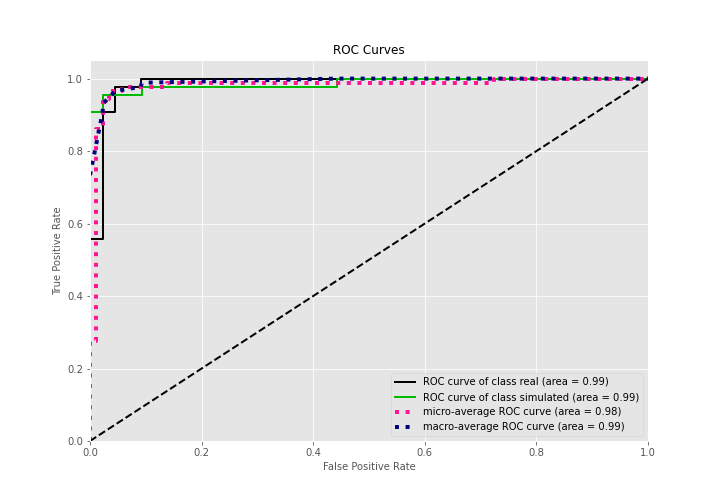 ROC Curves
True Positive Rate
1.0
0.8
0.6
0.4
0.2
0.0
0.0 0.2 0.4 0.6 0.8 1.0
False Positive Rate
ROC curve of class real (area = 0.99)
ROC curve of class simulated (area = 0.99)
micro-average ROC curve (area = 0.98)
macro-average ROC curve (area = 0.99)